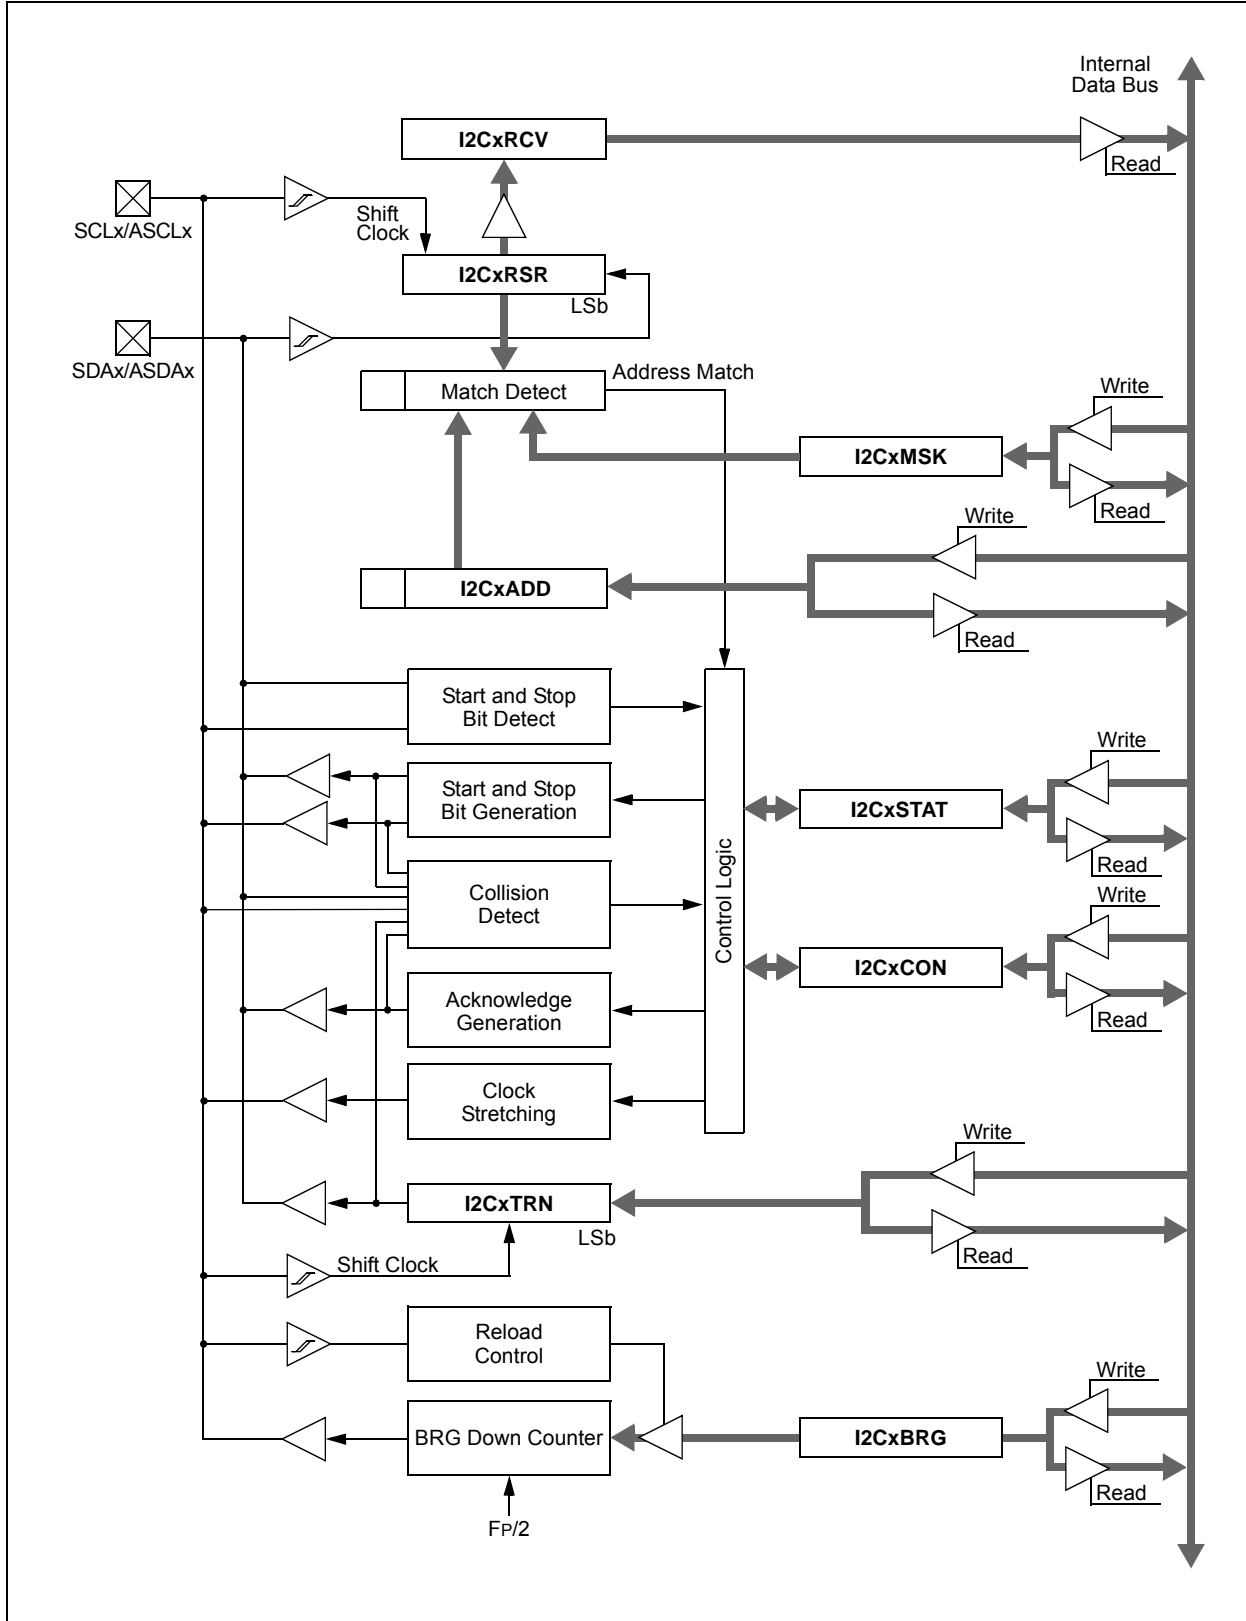 Internal
Data Bus
I2CxRCV
Read
SCLx/ASCLx
Shift
Clock
I2CxRSR
LSb
SDAx/ASDAx
Address Match
Match Detect
Write
I2CxMSK
Read
Write
I2CxADD
Read
Start and Stop
Bit Detect
Write
Start and Stop
Bit Generation
I2CxSTAT
Read
Control Logic
Collision
Detect
Write
I2CxCON
Read
Acknowledge
Generation
Clock
Stretching
Write
I2CxTRN
LSb
Read
Shift Clock
Reload
Control
Write
BRG Down Counter
I2CxBRG
Read
FP/2